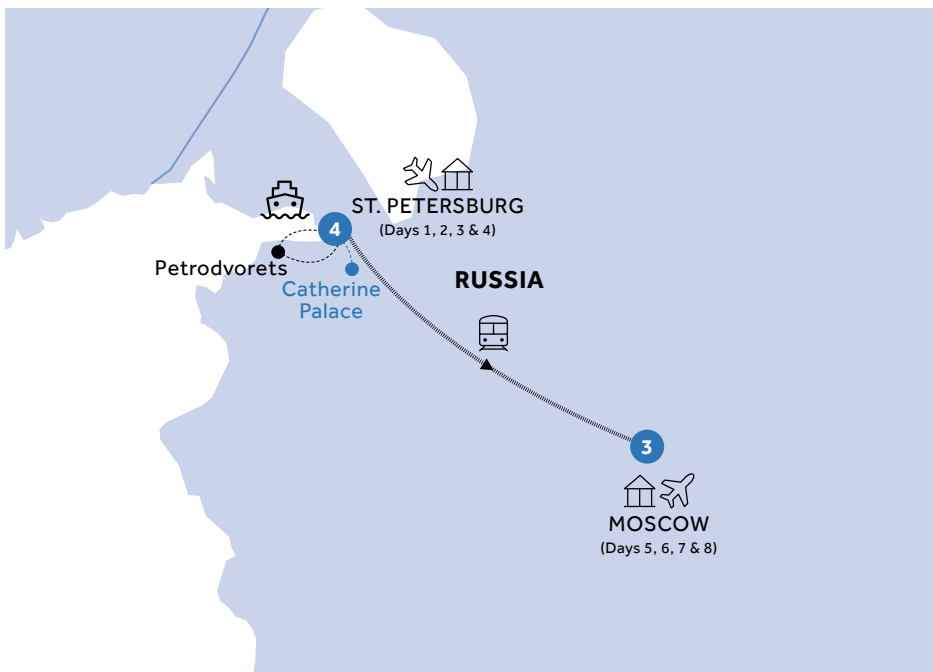 ST. PETERSBURG
(Days 1, 2, 3 & 4)
4
Petrodvorets
Catherine
Palace
RUSSIA
3
MOSCOW
(Days 5, 6, 7 & 8)